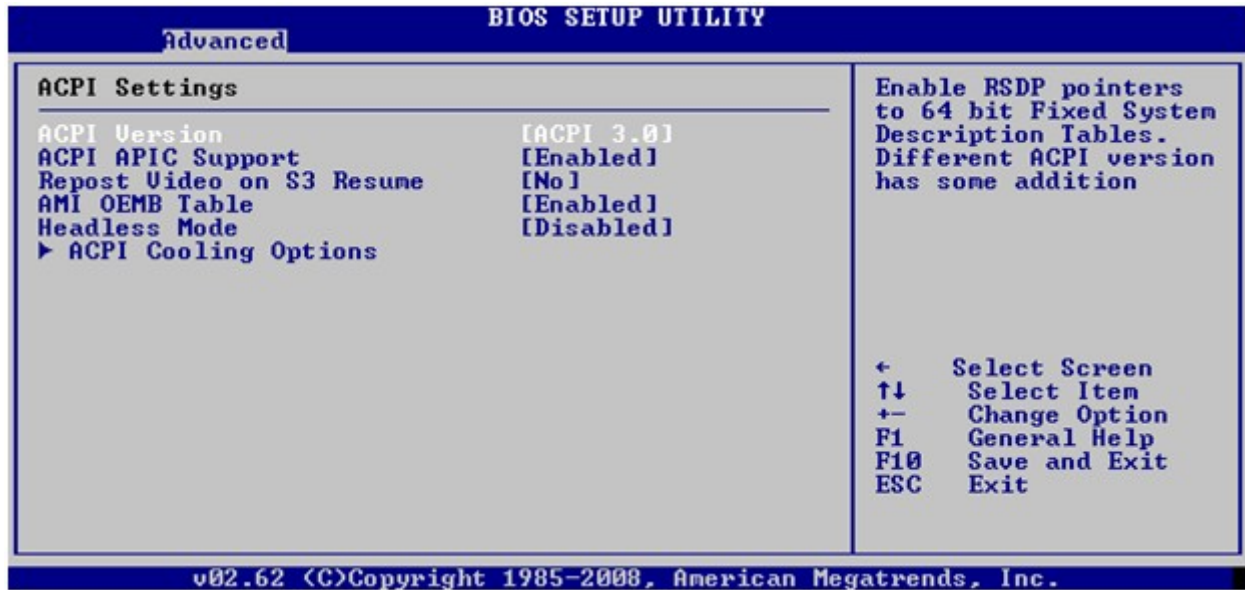 BIOS SETUP UTILITY
Advanced
ACPI Settings
ACPI Version [ACPI 3.0]
ACPI APIC Support [Enabled]
Repost Video on S3 Resume [No]
AMI OEMB Table [Enabled]
Headless Mode [Disabled]
► ACPI Cooling Options
Enable RSDP pointers
to 64 bit Fixed System
Description Tables.
Different ACPI version
has some addition
← Select Screen
↑↓ Select Item
+- Change Option
F1 General Help
F10 Save and Exit
ESC Exit
v02.62 (C)Copyright 1985-2008, American Megatrends, Inc.